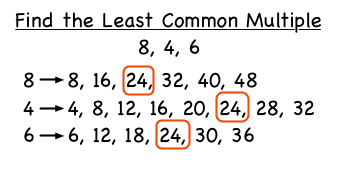 Find the Least Common Multiple
8, 4, 6
8 → 8, 16, 24, 32, 40, 48
4 → 4, 8, 12, 16, 20, 24, 28, 32
6 → 6, 12, 18, 24, 30, 36